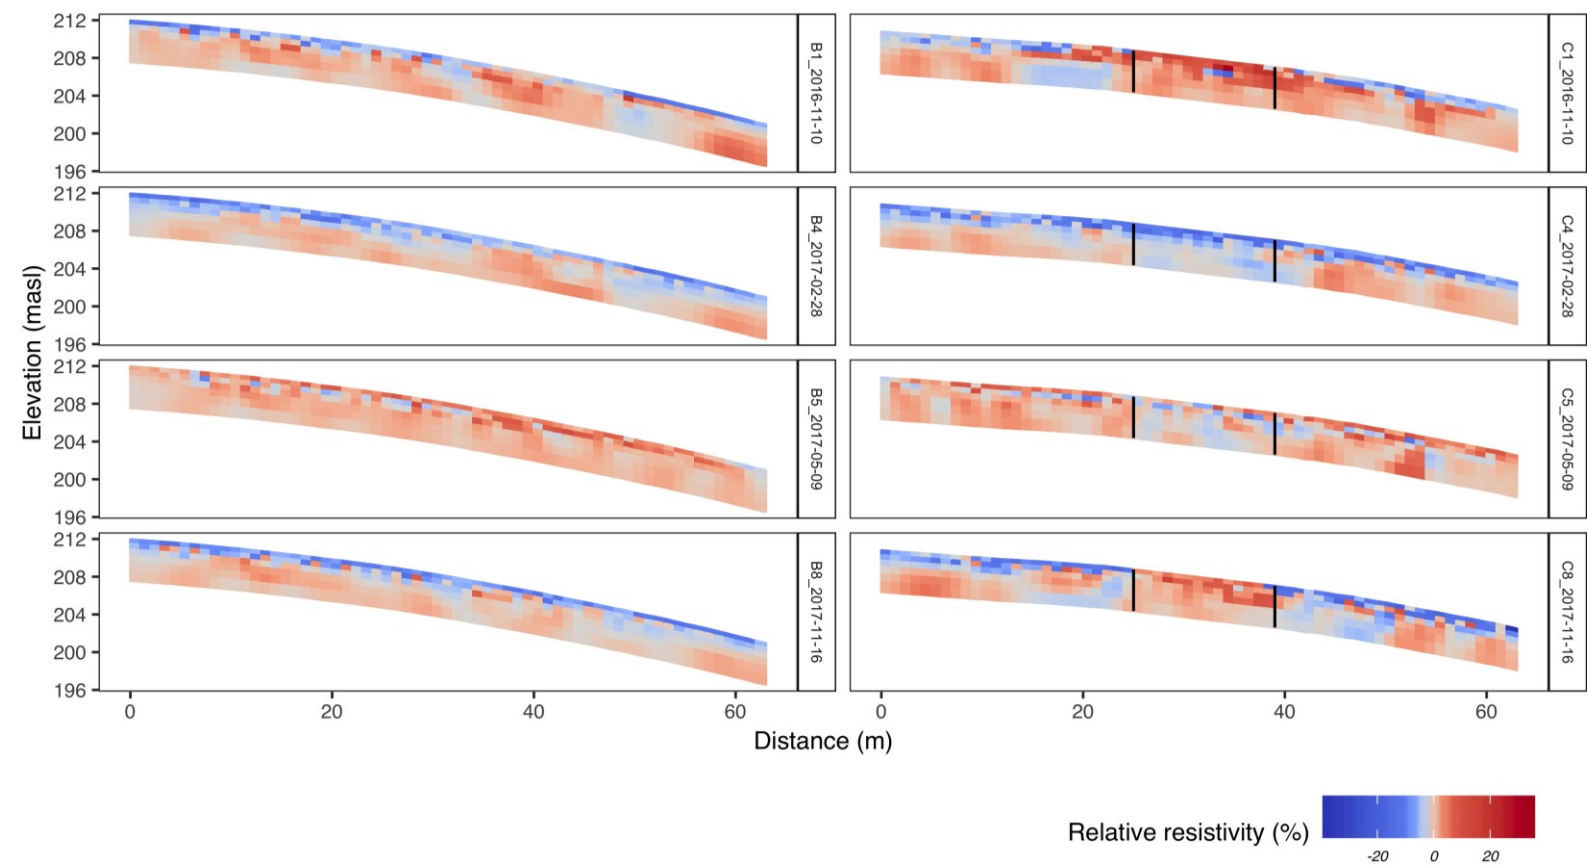 212
208
204
200
196
B1_2016-11-10
C1_2016-11-10
212
208
204
200
196
B4_2017-02-28
C4_2017-02-28
212
208
204
200
196
B5_2017-05-09
C5_2017-05-09
212
208
204
200
196
B8_2017-11-16
C8_2017-11-16
Elevation (masl)
0 20 40 60 0 20 40 60
Distance (m)
Relative resistivity (%)
-20 0 20